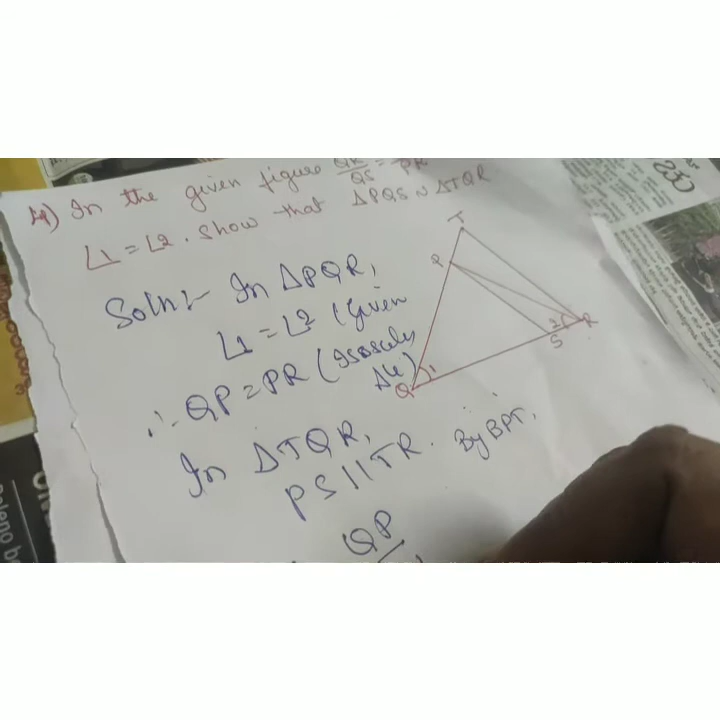 4) In the given figure QR/QS = /PR
∠1 = ∠2 . Show that ΔPQS ~ ΔTQR
Soln:- In ΔPQR,
∠1 = ∠2 (Given
∴ QP = PR (Isosceles
Δle)
In ΔTQR,
PS || TR. By BPT,
QP
T
P
2
R
S
Q
1